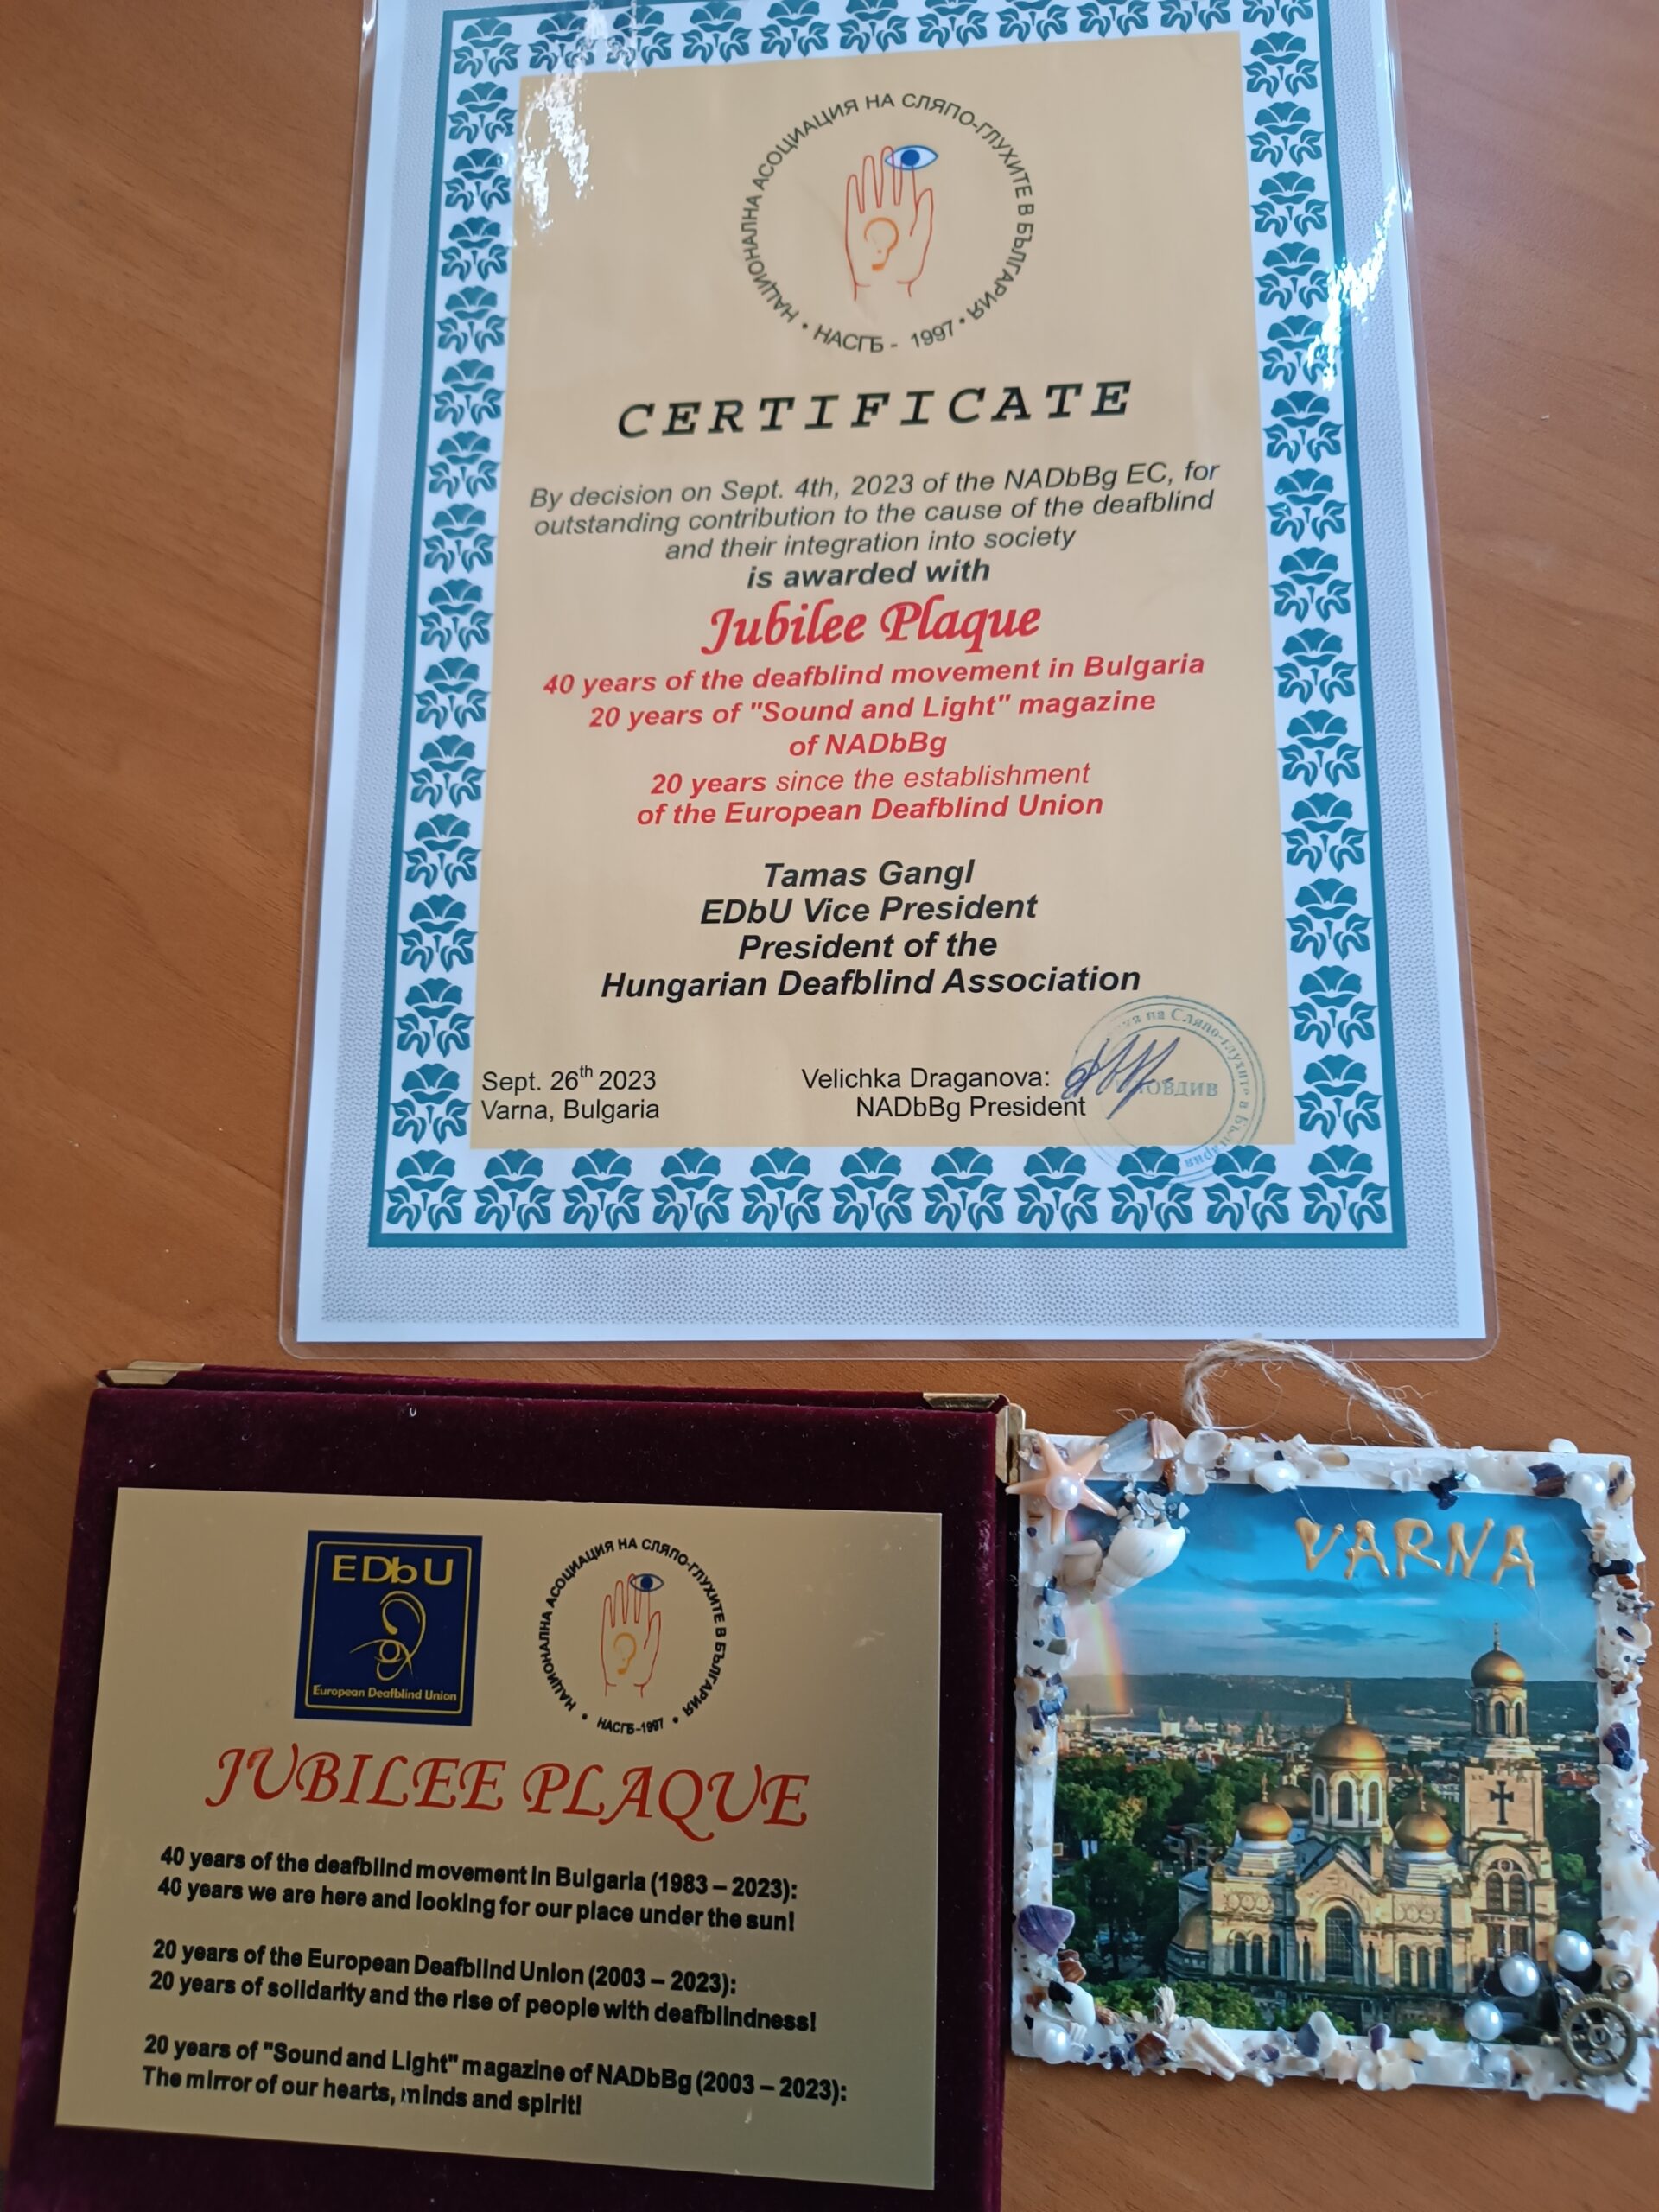 НАЦИОНАЛНА АСОЦИАЦИЯ НА СЛЯПО-ГЛУХИТЕ В БЪЛГАРИЯ
• НАСГБ - 1997 •
CERTIFICATE
By decision on Sept. 4th, 2023 of the NADbBg EC, for
outstanding contribution to the cause of the deafblind
and their integration into society
is awarded with
Jubilee Plaque
40 years of the deafblind movement in Bulgaria
20 years of "Sound and Light" magazine
of NADbBg
20 years since the establishment
of the European Deafblind Union
Tamas Gangl
EDbU Vice President
President of the
Hungarian Deafblind Association
Sept. 26th 2023
Varna, Bulgaria
Velichka Draganova:
NADbBg President
на Сляпо-глухите в България
EDbU
European Deafblind Union
НАЦИОНАЛНА АСОЦИАЦИЯ НА СЛЯПО-ГЛУХИТЕ В БЪЛГАРИЯ
• НАСГБ-1997 •
JUBILEE PLAQUE
40 years of the deafblind movement in Bulgaria (1983 – 2023):
40 years we are here and looking for our place under the sun!
20 years of the European Deafblind Union (2003 – 2023):
20 years of solidarity and the rise of people with deafblindness!
20 years of "Sound and Light" magazine of NADbBg (2003 – 2023):
The mirror of our hearts, minds and spirit!
VARNA